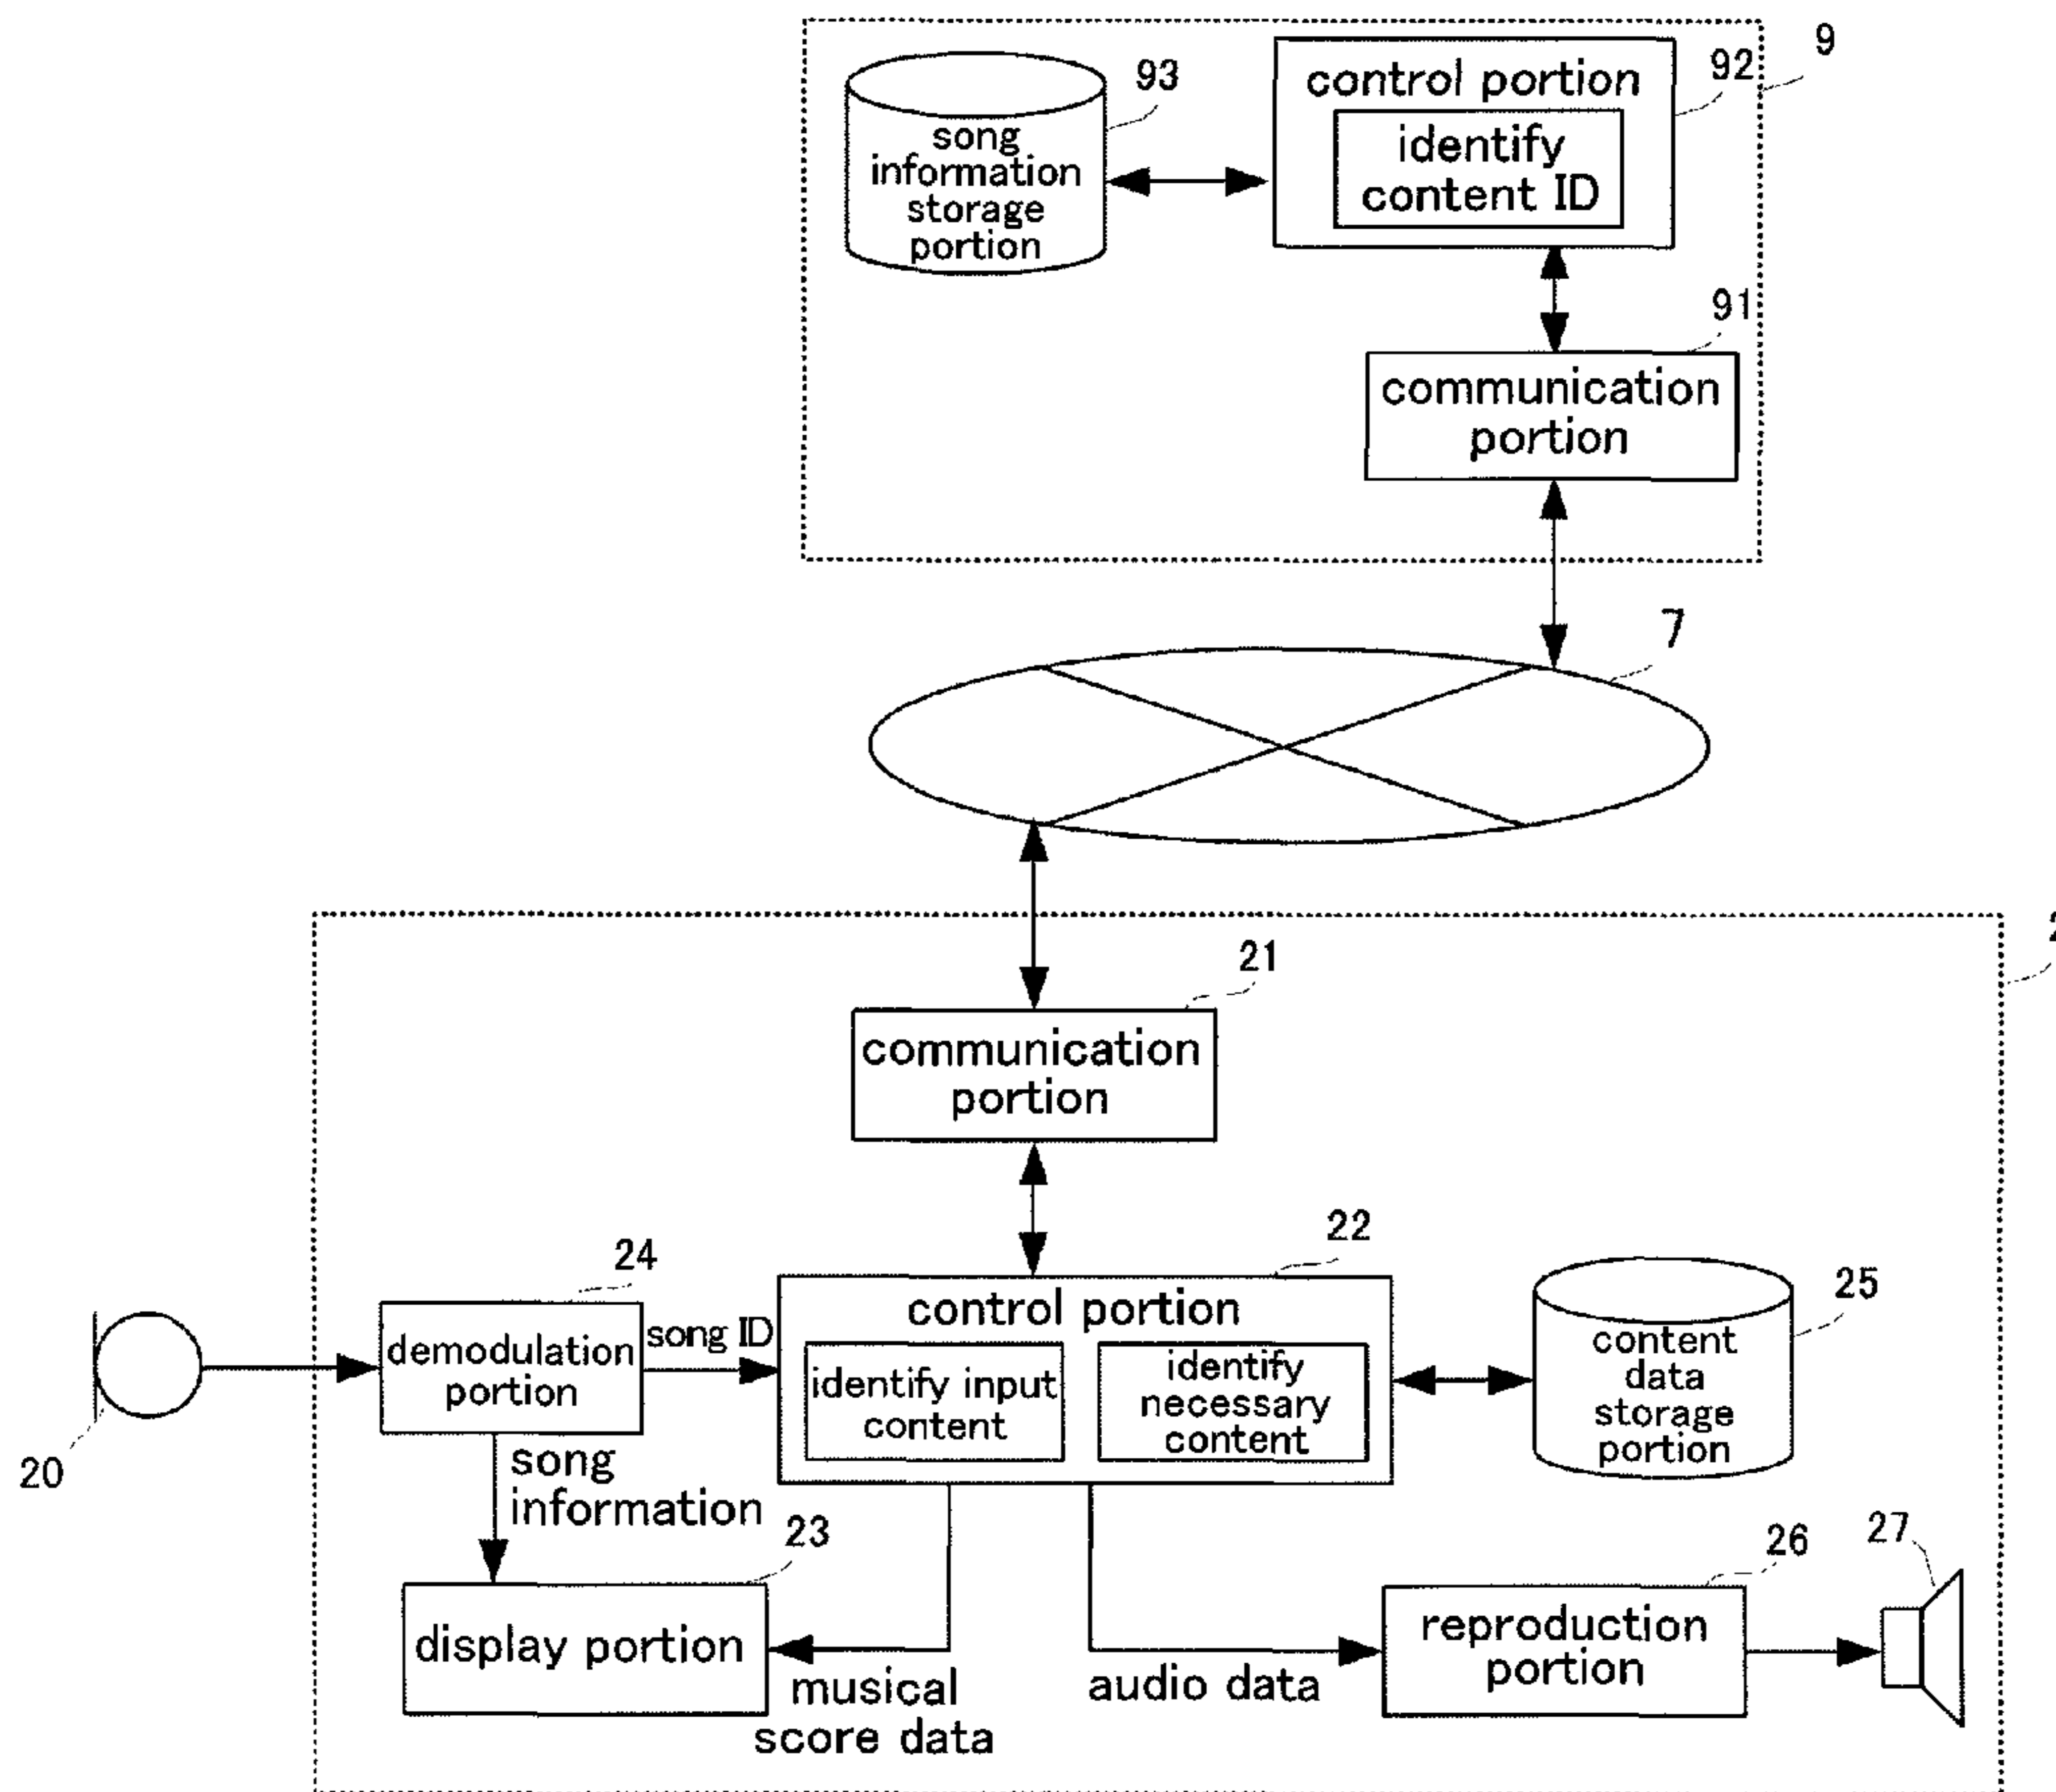 9
93
control portion
92
identify
content ID
song
information
storage
portion
91
communication
portion
7
2
21
communication
portion
22
24
25
control portion
song ID
demodulation
portion
identify input
content
identify
necessary
content
content
data
storage
portion
20
song
information
23
26
27
display portion
reproduction
portion
musical
score data
audio data